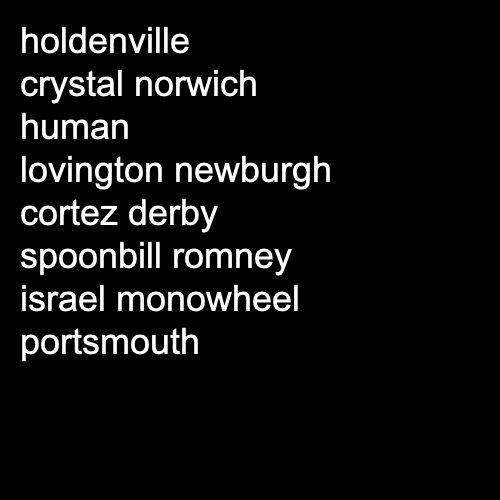 holdenville
crystal norwich
human
lovington newburgh
cortez derby
spoonbill romney
israel monowheel
portsmouth